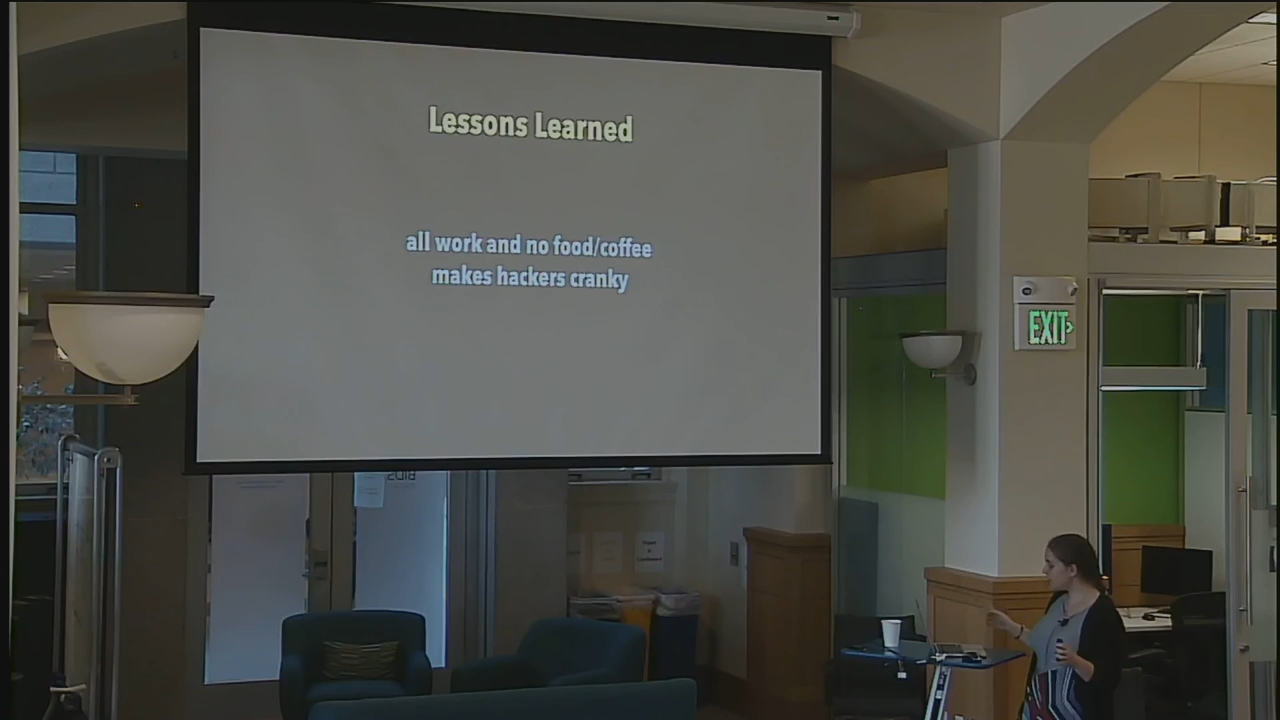 Lessons Learned
all work and no food/coffee
makes hackers cranky
EXIT